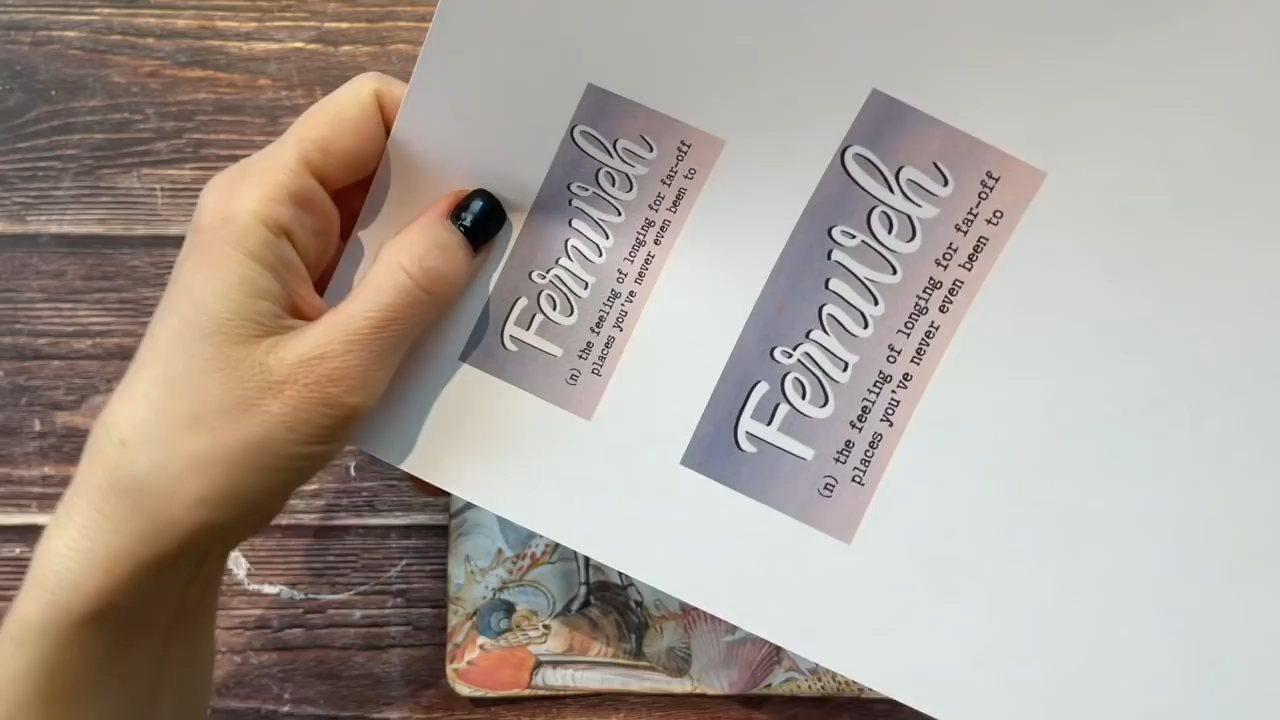 Fernweh
(n) the feeling of longing for far-off
places you've never even been to
Fernweh
(n) the feeling of longing for far-off
places you've never even been to